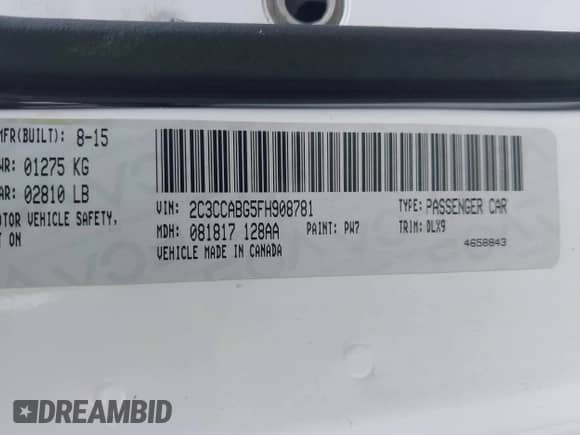 MFR(BUILT): 8-15
WR: 01275 KG
AR: 02810 LB
OTOR VEHICLE SAFETY,
T ON
VIN: 2C3CCABG5FH908781
TYPE: PASSENGER CAR
MDH: 081817 128AA
PAINT: PW7
TRIM: DLX9
VEHICLE MADE IN CANADA
4658843
DREAMBID